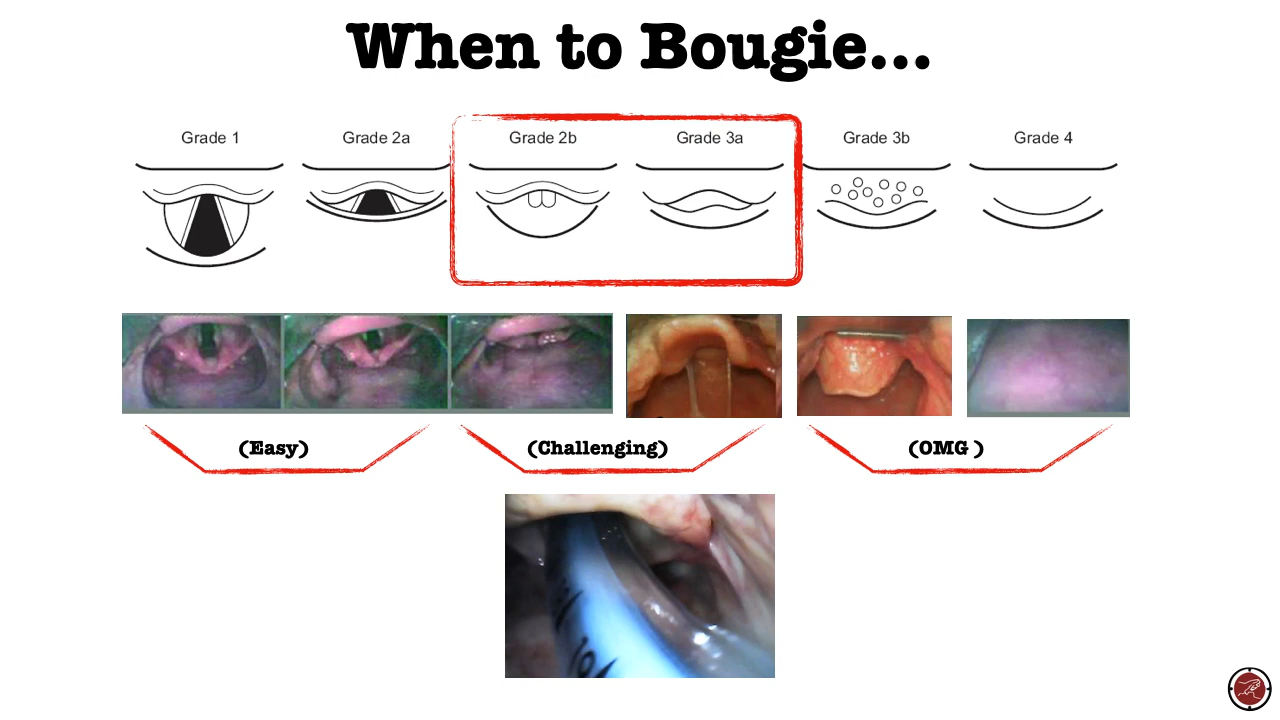 When to Bougie...
Grade 1 Grade 2a Grade 2b Grade 3a Grade 3b Grade 4
(Easy) (Challenging) (OMG )